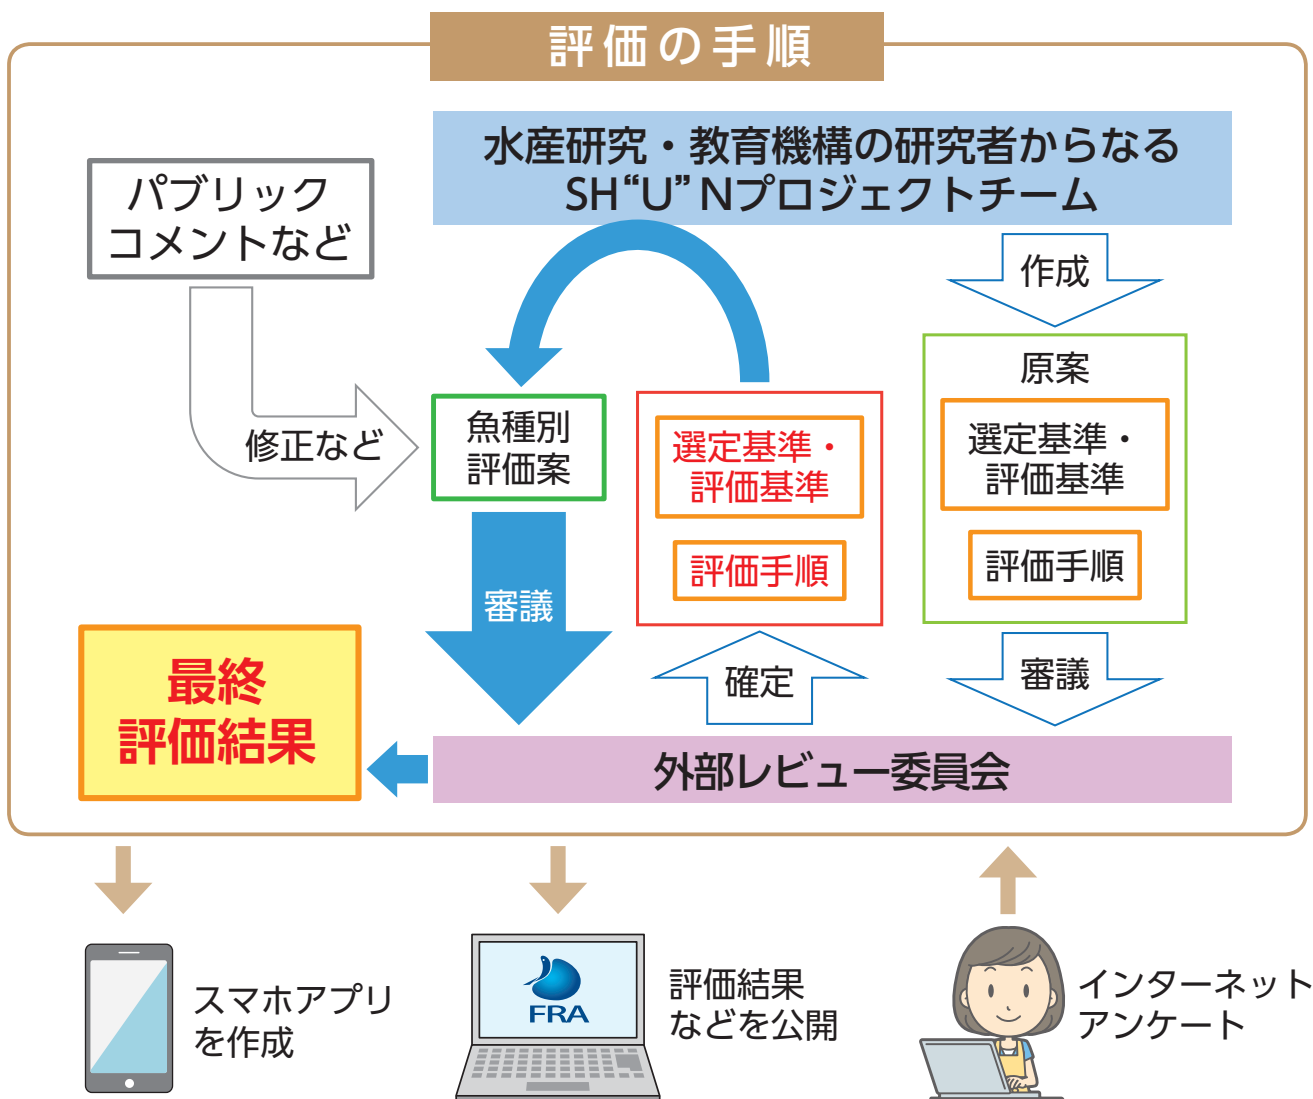 評価の手順
水産研究・教育機構の研究者からなる
SH“U”Nプロジェクトチーム
パブリック
コメントなど
作成
原案
選定基準・
評価基準
評価手順
審議
外部レビュー委員会
確定
選定基準・
評価基準
評価手順
修正など
魚種別
評価案
審議
最終
評価結果
スマホアプリ
を作成
FRA
評価結果
などを公開
インターネット
アンケート